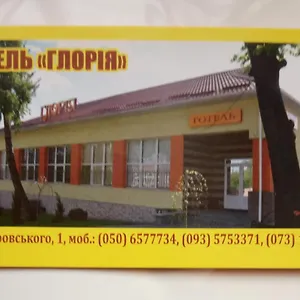 ЕЛЬ «ГЛОРІЯ»
ГОТЕЛЬ
ровського, 1, моб.: (050) 6577734, (093) 5753371, (073)